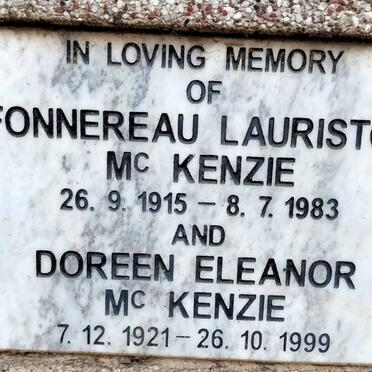 IN LOVING MEMORY
OF
FONNEREAU LAURISTO
Mc KENZIE
26. 9. 1915 – 8. 7. 1983
AND
DOREEN ELEANOR
Mc KENZIE
7. 12. 1921 – 26. 10. 1999